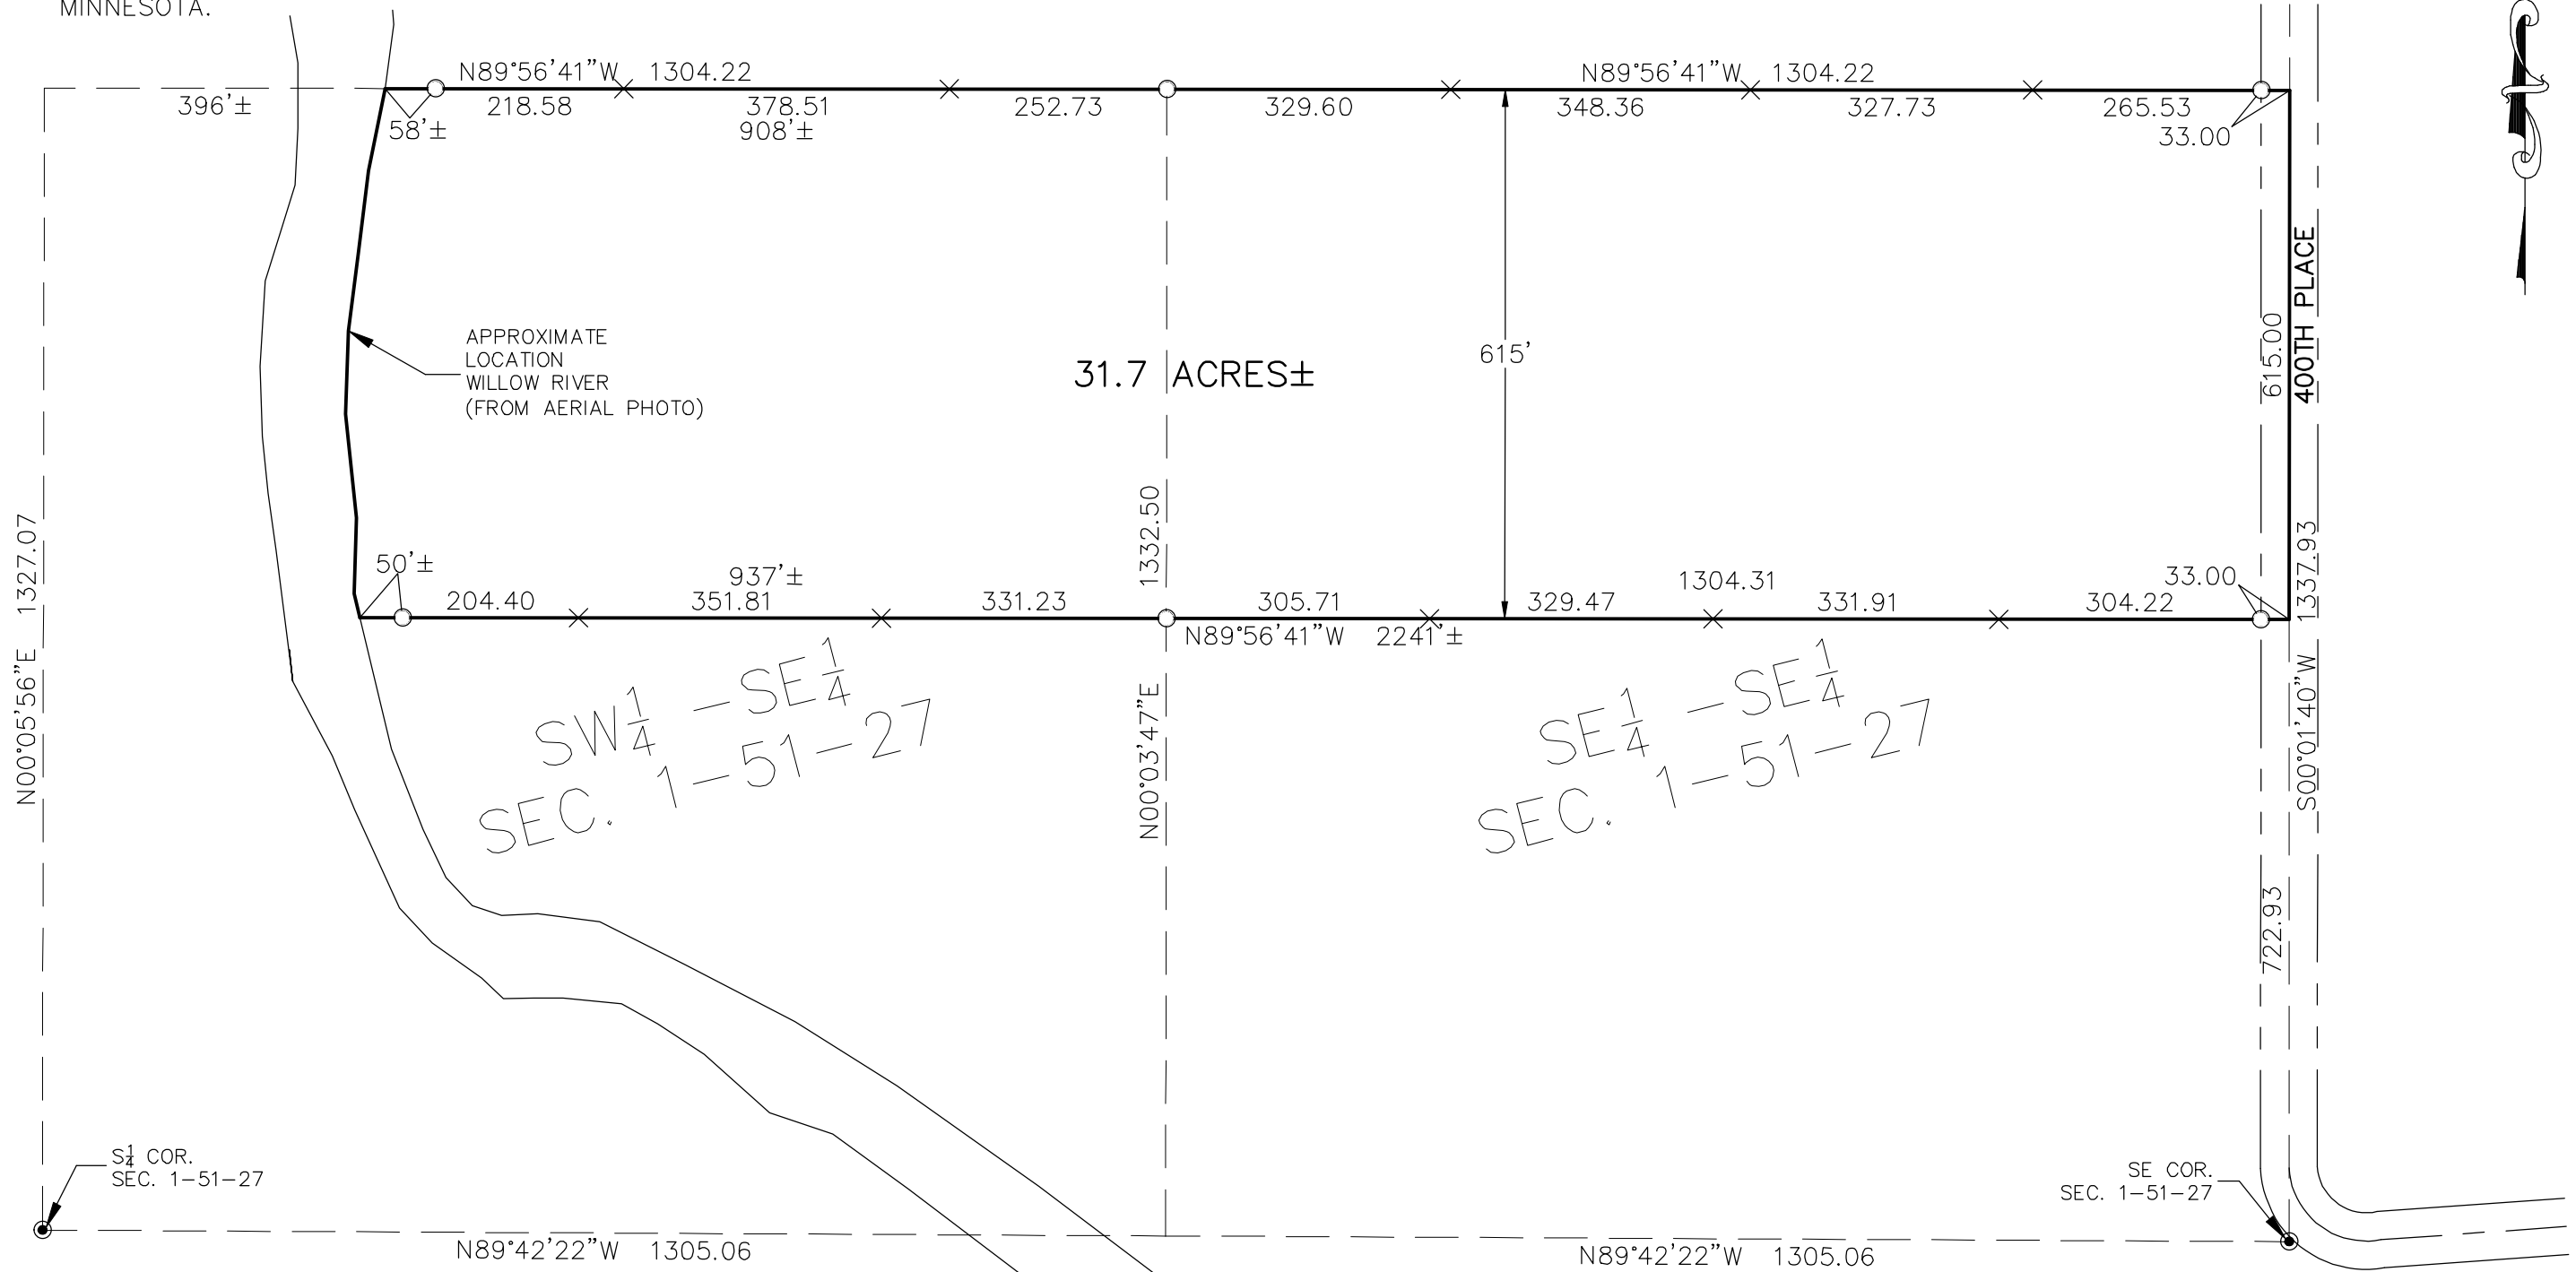 MINNESOTA.
N89°56'41"W 1304.22
N89°56'41"W 1304.22
396'±
58'±
218.58
378.51
908'±
252.73
329.60
348.36
327.73
265.53
33.00
APPROXIMATE
LOCATION
WILLOW RIVER
(FROM AERIAL PHOTO)
31.7 ACRES±
615'
615.00
400TH PLACE
N00°05'56"E 1327.07
1332.50
N00°03'47"E
1337.93
S00°01'40"W
50'±
937'±
204.40
351.81
331.23
305.71
329.47
1304.31
331.91
304.22
33.00
N89°56'41"W 2241'±
SW1/4 -SE1/4
SEC. 1-51-27
SE1/4 -SE1/4
SEC. 1-51-27
722.93
S1/4 COR.
SEC. 1-51-27
SE COR.
SEC. 1-51-27
N89°42'22"W 1305.06
N89°42'22"W 1305.06